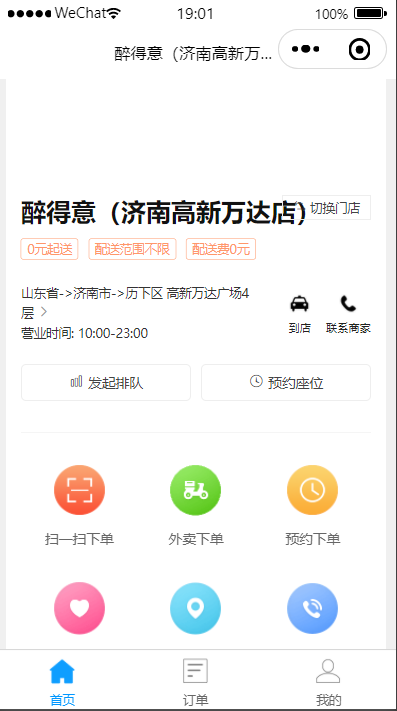 WeChat 19:01 100%
醉得意（济南高新万...
醉得意（济南高新万达店）
切换门店
0元起送 配送范围不限 配送费0元
山东省->济南市->历下区 高新万达广场4
层
营业时间: 10:00-23:00
到店 联系商家
发起排队 预约座位
扫一扫下单 外卖下单 预约下单
首页 订单 我的